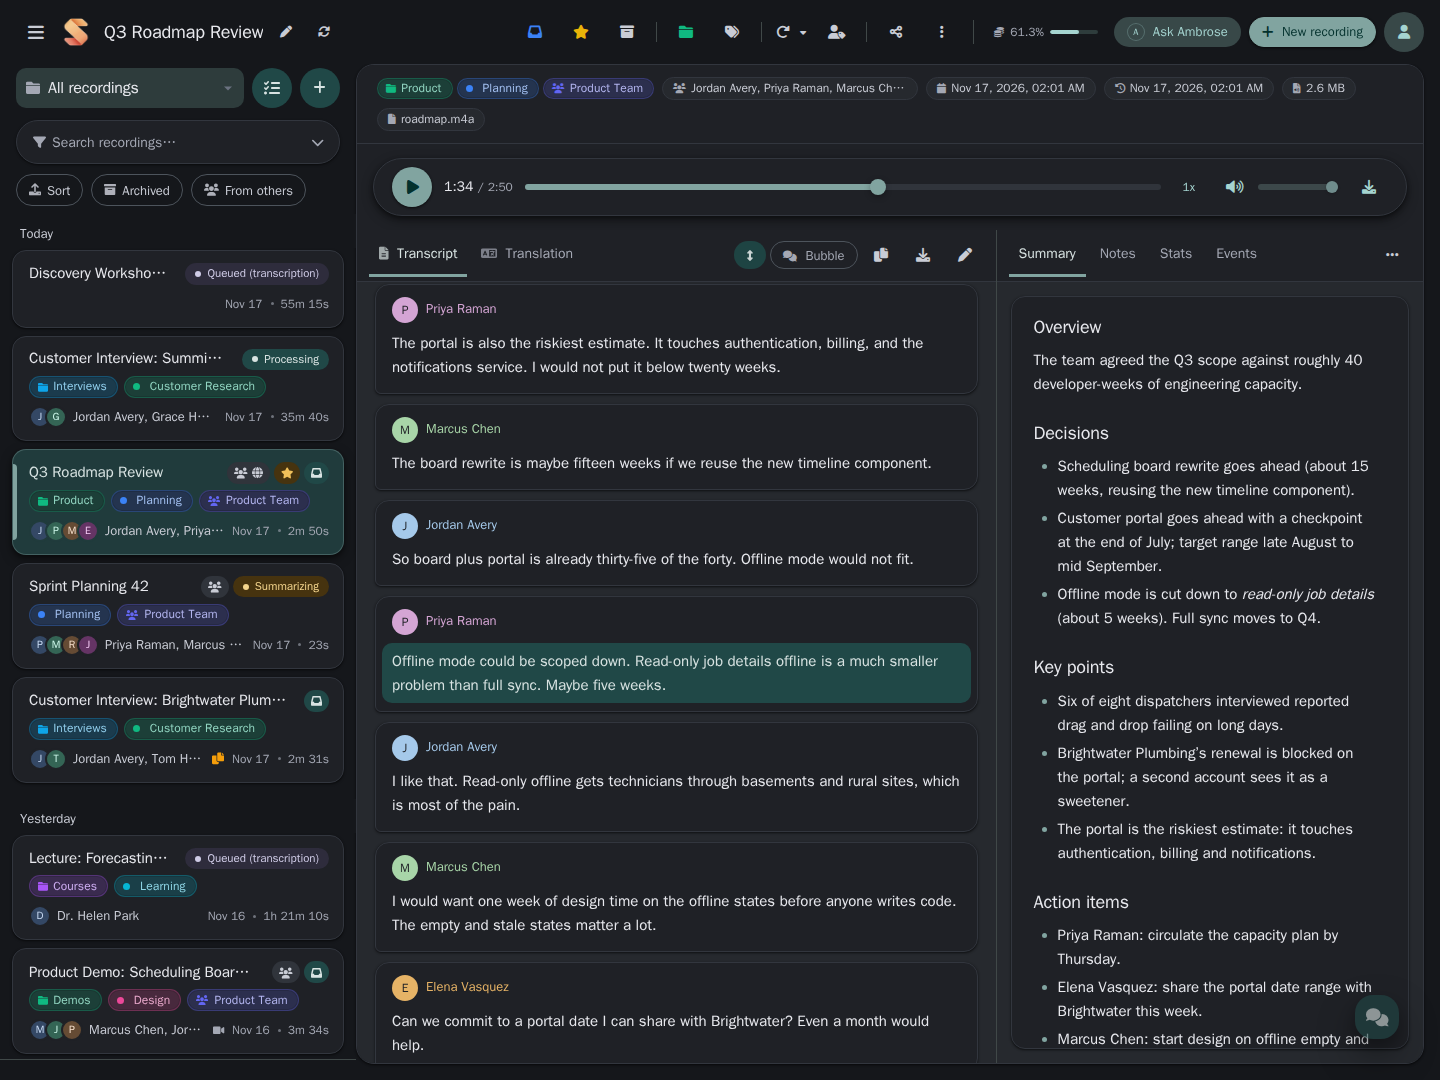 Q3 Roadmap Review
61.3%
A Ask Ambrose
New recording
All recordings
Search recordings···
Sort
Archived
From others
Today
Discovery Worksho···
Queued (transcription)
Nov 17 • 55m 15s
Customer Interview: Summi···
Processing
Interviews
Customer Research
J G Jordan Avery, Grace H···
Nov 17 • 35m 40s
Q3 Roadmap Review
Product
Planning
Product Team
J P M E Jordan Avery, Priya···
Nov 17 • 2m 50s
Sprint Planning 42
Summarizing
Planning
Product Team
P M R J Priya Raman, Marcus ···
Nov 17 • 23s
Customer Interview: Brightwater Plum···
Interviews
Customer Research
J T Jordan Avery, Tom H···
Nov 17 • 2m 31s
Yesterday
Lecture: Forecastin···
Queued (transcription)
Courses
Learning
D Dr. Helen Park
Nov 16 • 1h 21m 10s
Product Demo: Scheduling Boar···
Demos
Design
Product Team
M J P Marcus Chen, Jor···
Nov 16 • 3m 34s
Product
Planning
Product Team
Jordan Avery, Priya Raman, Marcus Ch···
Nov 17, 2026, 02:01 AM
Nov 17, 2026, 02:01 AM
2.6 MB
roadmap.m4a
1:34 / 2:50
1x
Transcript
Translation
Bubble
P Priya Raman
The portal is also the riskiest estimate. It touches authentication, billing, and the
notifications service. I would not put it below twenty weeks.
M Marcus Chen
The board rewrite is maybe fifteen weeks if we reuse the new timeline component.
J Jordan Avery
So board plus portal is already thirty-five of the forty. Offline mode would not fit.
P Priya Raman
Offline mode could be scoped down. Read-only job details offline is a much smaller
problem than full sync. Maybe five weeks.
J Jordan Avery
I like that. Read-only offline gets technicians through basements and rural sites, which
is most of the pain.
M Marcus Chen
I would want one week of design time on the offline states before anyone writes code.
The empty and stale states matter a lot.
E Elena Vasquez
Can we commit to a portal date I can share with Brightwater? Even a month would
help.
Summary
Notes
Stats
Events
Overview
The team agreed the Q3 scope against roughly 40
developer-weeks of engineering capacity.
Decisions
• Scheduling board rewrite goes ahead (about 15
weeks, reusing the new timeline component).
• Customer portal goes ahead with a checkpoint
at the end of July; target range late August to
mid September.
• Offline mode is cut down to read-only job details
(about 5 weeks). Full sync moves to Q4.
Key points
• Six of eight dispatchers interviewed reported
drag and drop failing on long days.
• Brightwater Plumbing's renewal is blocked on
the portal; a second account sees it as a
sweetener.
• The portal is the riskiest estimate: it touches
authentication, billing and notifications.
Action items
• Priya Raman: circulate the capacity plan by
Thursday.
• Elena Vasquez: share the portal date range with
Brightwater this week.
• Marcus Chen: start design on offline empty and